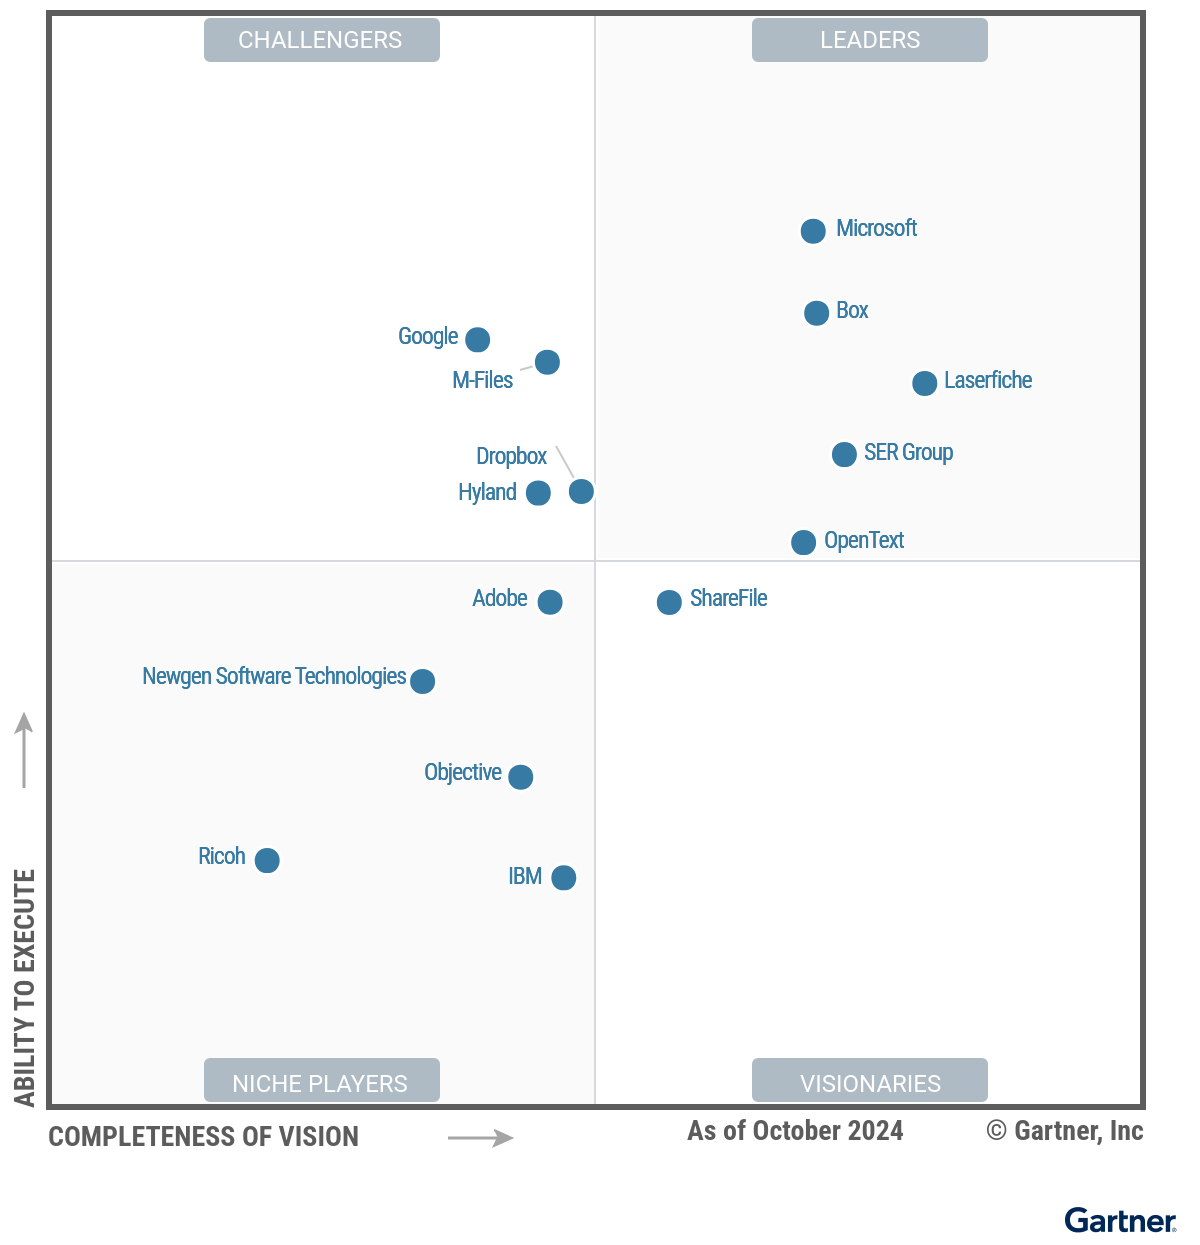 CHALLENGERS
LEADERS
Microsoft
Box
Google
M-Files
Laserfiche
Dropbox
SER Group
Hyland
OpenText
Adobe
ShareFile
Newgen Software Technologies
Objective
Ricoh
IBM
NICHE PLAYERS
VISIONARIES
ABILITY TO EXECUTE
COMPLETENESS OF VISION
As of October 2024
© Gartner, Inc
Gartner®